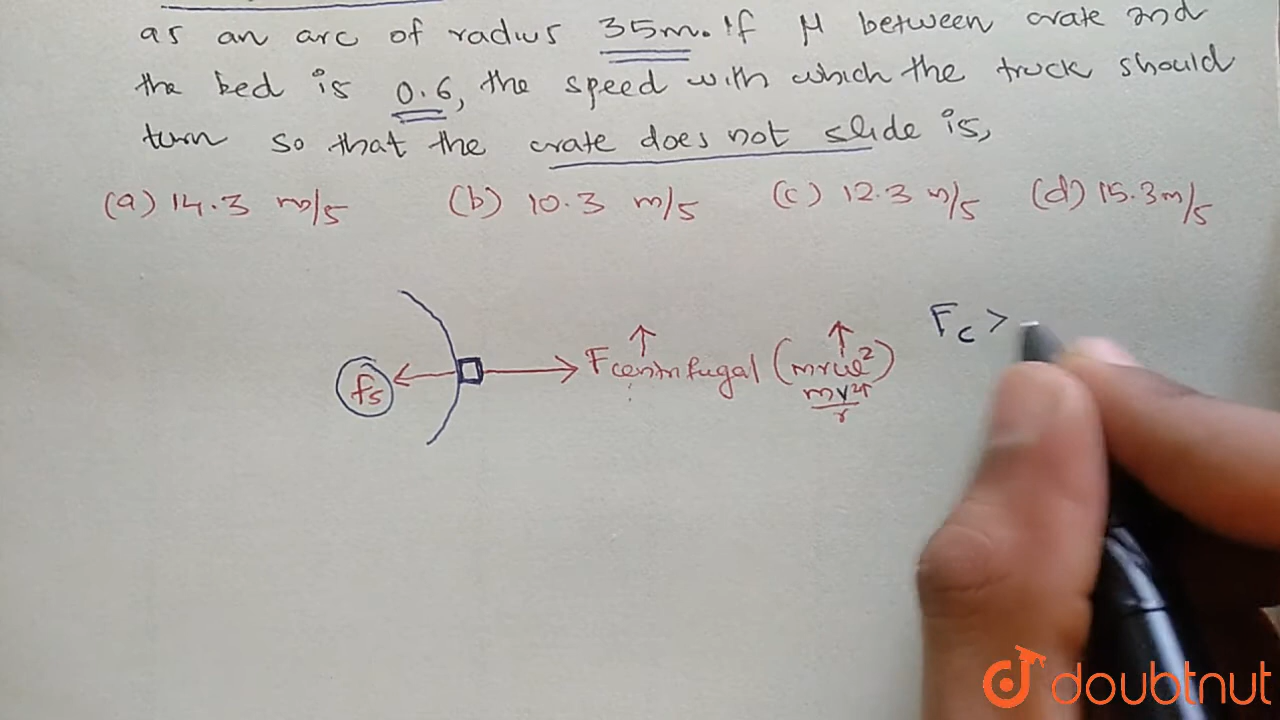 as an arc of radius 35m. If μ between crate and
the bed is 0.6, the speed with which the truck should
turn so that the crate does not slide is,
(a) 14.3 m/s (b) 10.3 m/s (c) 12.3 m/s (d) 15.3 m/s
fs Fcentrifugal (mrω²) Fc >
mv²
r
doubtnut